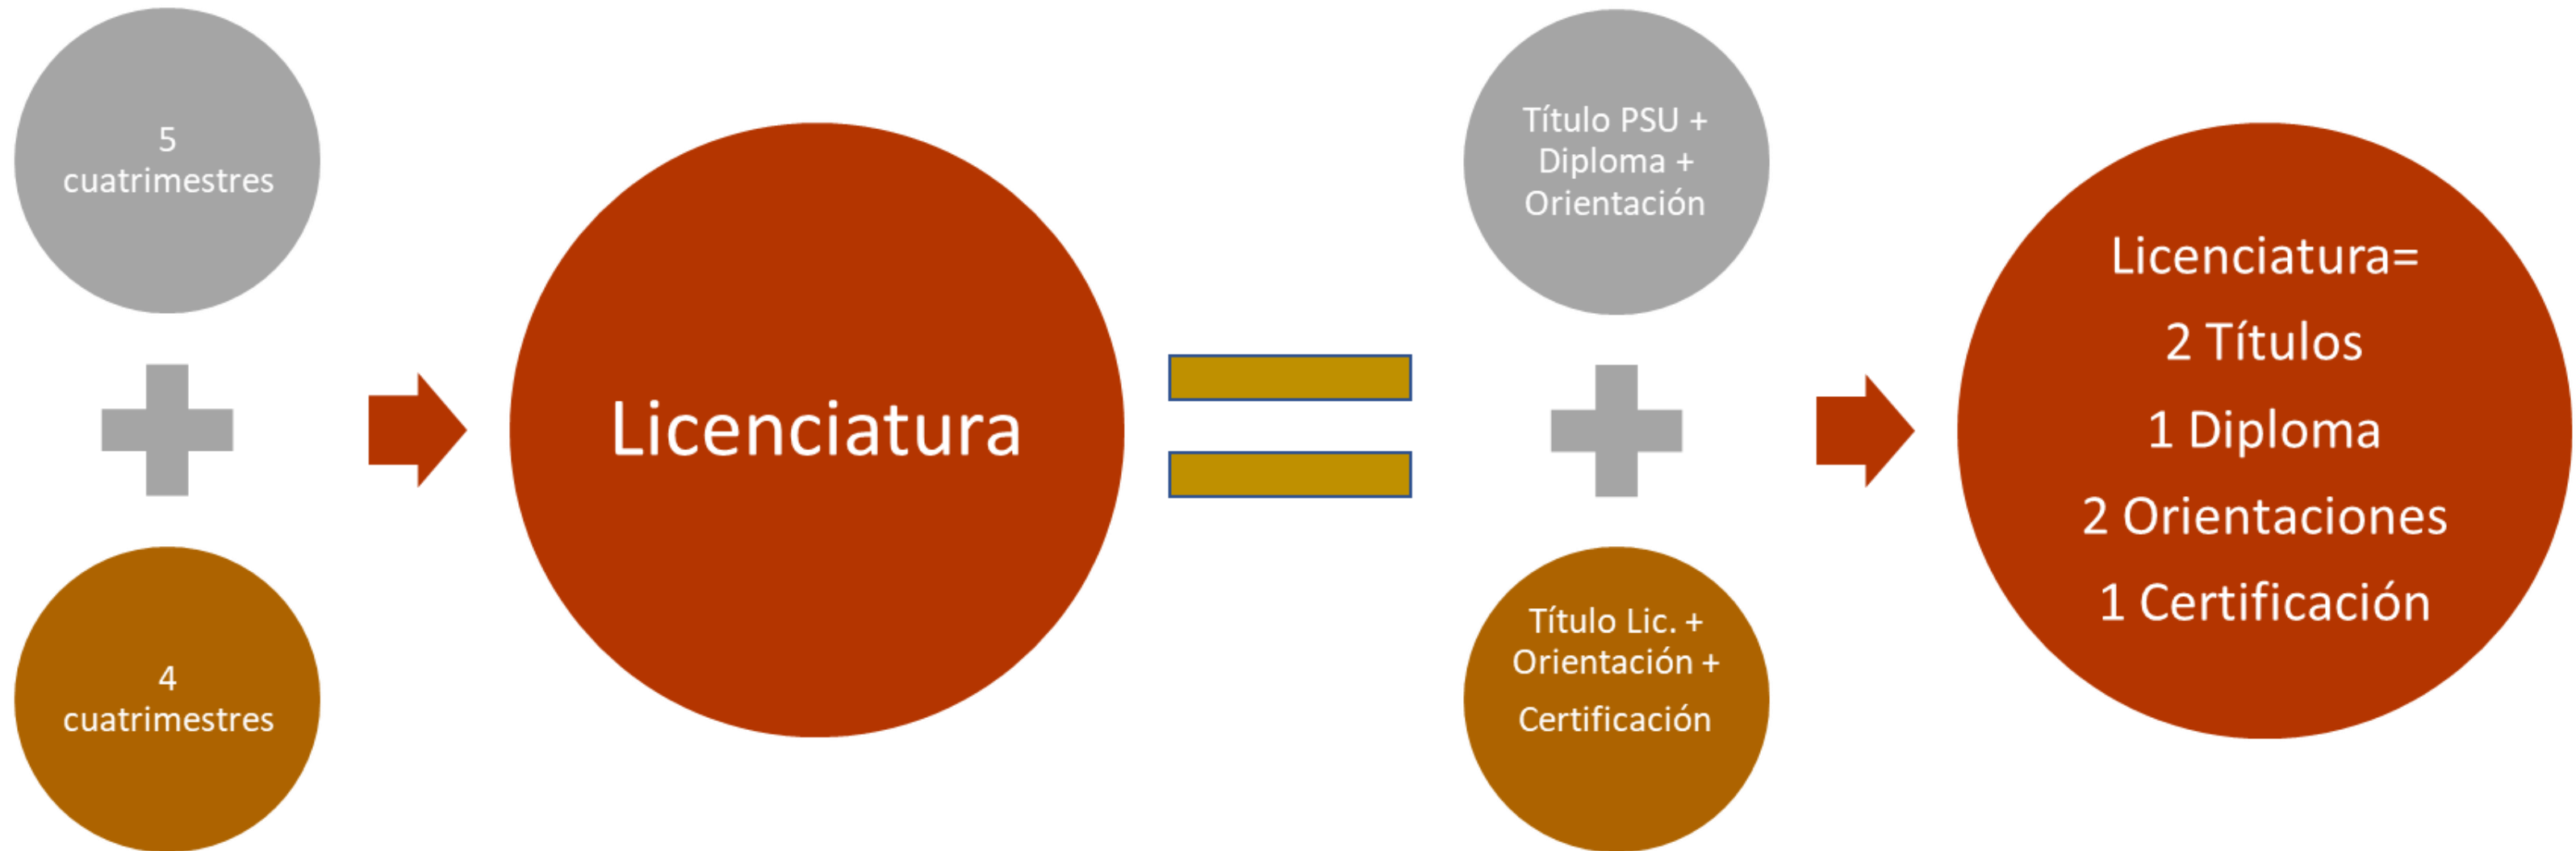 5
cuatrimestres
4
cuatrimestres
Licenciatura
Título PSU +
Diploma +
Orientación
Título Lic. +
Orientación +
Certificación
Licenciatura=
2 Títulos
1 Diploma
2 Orientaciones
1 Certificación